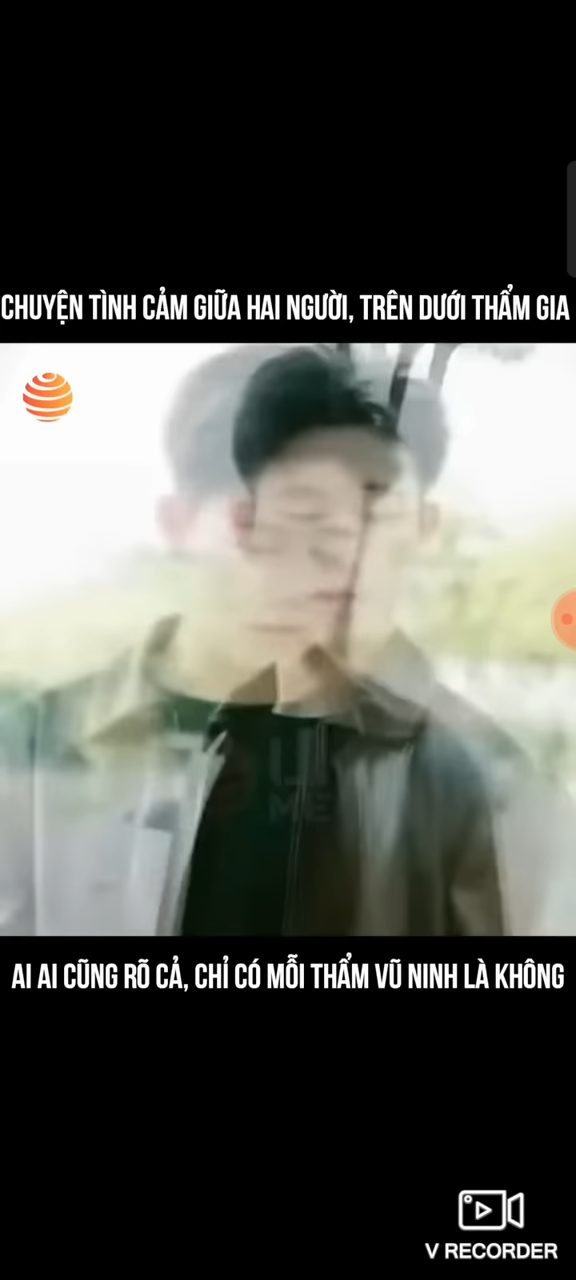 CHUYỆN TÌNH CẢM GIỮA HAI NGƯỜI, TRÊN DƯỚI THẨM GIA
ME
AI AI CŨNG RÕ CẢ, CHỈ CÓ MỖI THẨM VŨ NINH LÀ KHÔNG
V RECORDER